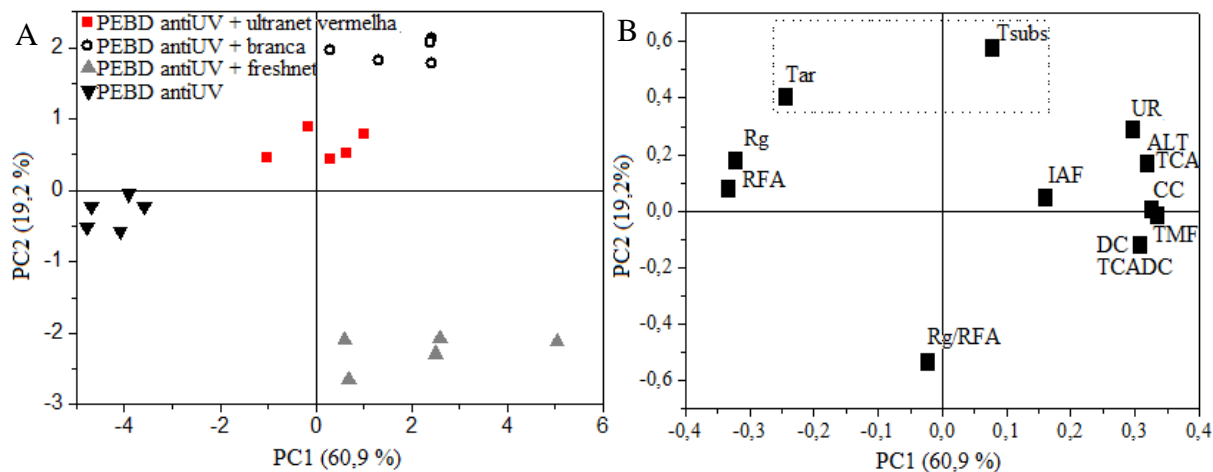 A
PEBD antiUV + ultranet vermelha
PEBD antiUV + branca
PEBD antiUV + freshnet
PEBD antiUV
2
1
0
-1
-2
-3
PC2 (19,2 %)
-4
-2
0
2
4
6
PC1 (60,9 %)
B
0,6
0,4
0,2
0,0
-0,2
-0,4
-0,6
PC2 (19,2%)
Tsubs
Tar
UR
Rg
ALT
TCA
RFA
IAF
CC
TMF
DC
TCADC
Rg/RFA
-0,4
-0,3
-0,2
-0,1
0,0
0,1
0,2
0,3
0,4
PC1 (60,9 %)